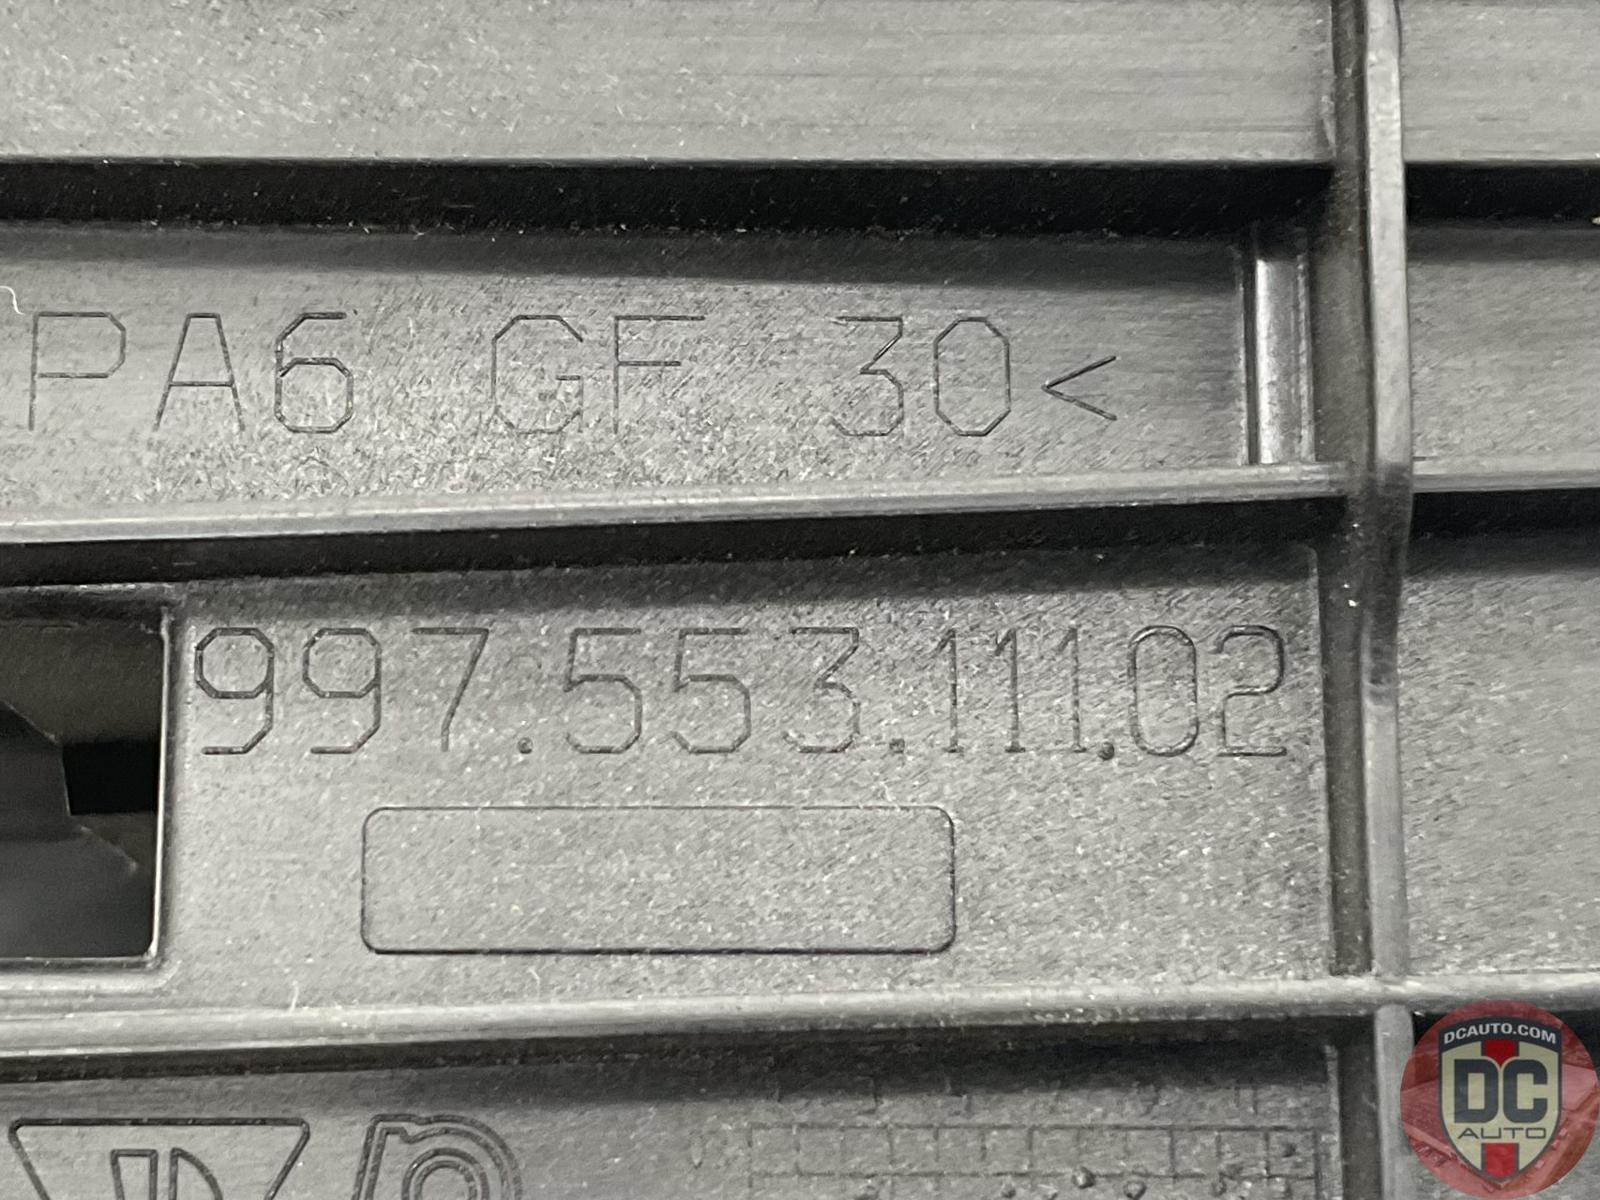 PA6 GF 30<
997.553.111.02
DCAUTO.COM
DC
AUTO